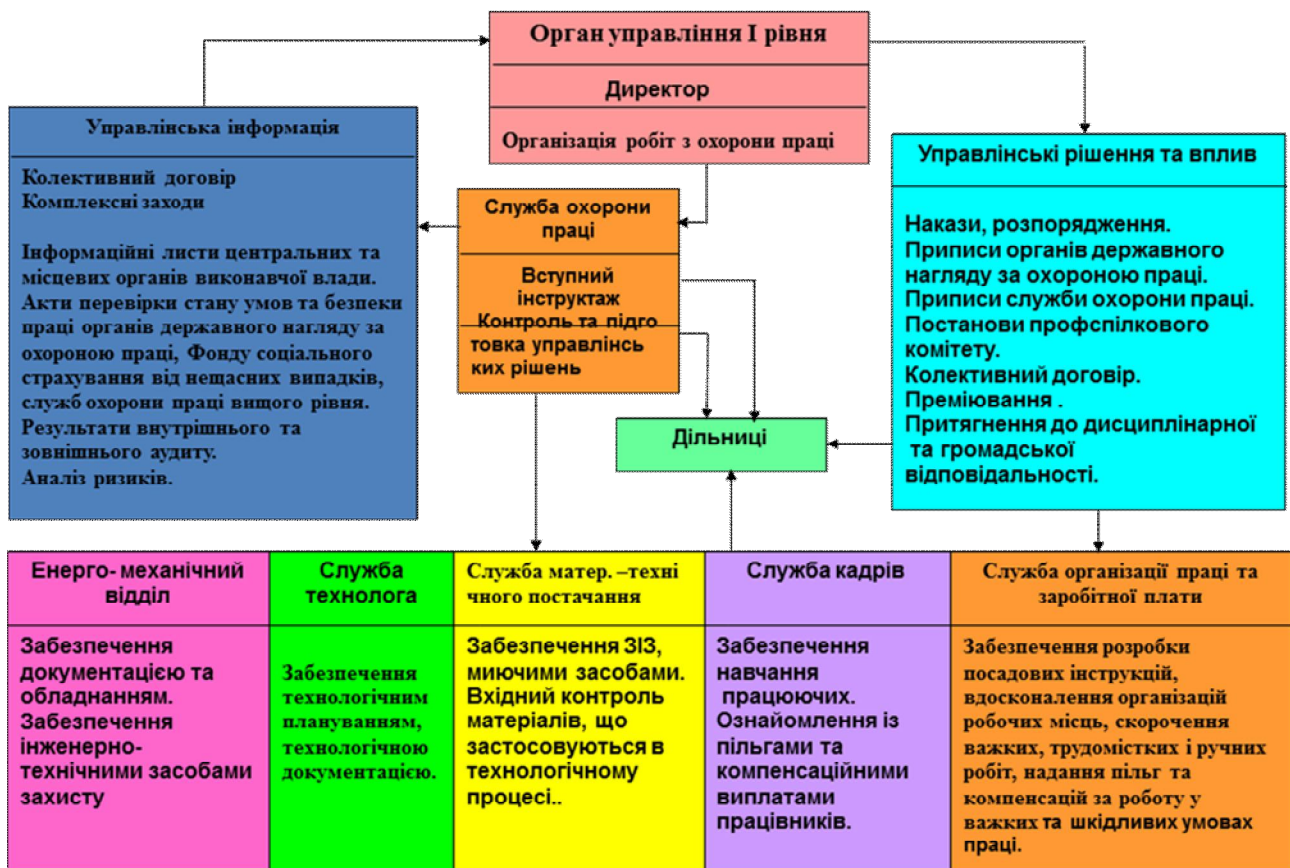 Орган управління I рівня
Директор
Організація робіт з охорони праці
Управлінська інформація
Колективний договір
Комплексні заходи
Інформаційні листи центральних та
місцевих органів виконавчої влади.
Акти перевірки стану умов та безпеки
праці органів державного нагляду за
охороною праці, Фонду соціального
страхування від нещасних випадків,
служб охорони праці вищого рівня.
Результати внутрішнього та
зовнішнього аудиту.
Аналіз ризиків.
Служба охорони
праці
Вступний
інструктаж
Контроль та підго
товка управлінсь
ких рішень
Управлінські рішення та вплив
Накази, розпорядження.
Приписи органів державного
нагляду за охороною праці.
Приписи служби охорони праці.
Постанови профспілкового
комітету.
Колективний договір.
Преміювання .
Притягнення до дисциплінарної
та громадської
відповідальності.
Дільниці
Енерго- механічний
відділ
Забезпечення
документацією та
обладнанням.
Забезпечення
інженерно-
технічними засобами
захисту
Служба
технолога
Забезпечення
технологічним
плануванням,
технологічною
документацією.
Служба матер. –техні
чного постачання
Забезпечення ЗІЗ,
миючими засобами.
Вхідний контроль
матеріалів, що
застосовуються в
технологічному
процесі..
Служба кадрів
Забезпечення
навчання
працюючих.
Ознайомлення із
пільгами та
компенсаційними
виплатами
працівників.
Служба організації праці та
заробітної плати
Забезпечення розробки
посадових інструкцій,
вдосконалення організацій
робочих місць, скорочення
важких, трудомістких і ручних
робіт, надання пільг та
компенсацій за роботу у
важких та шкідливих умовах
праці.